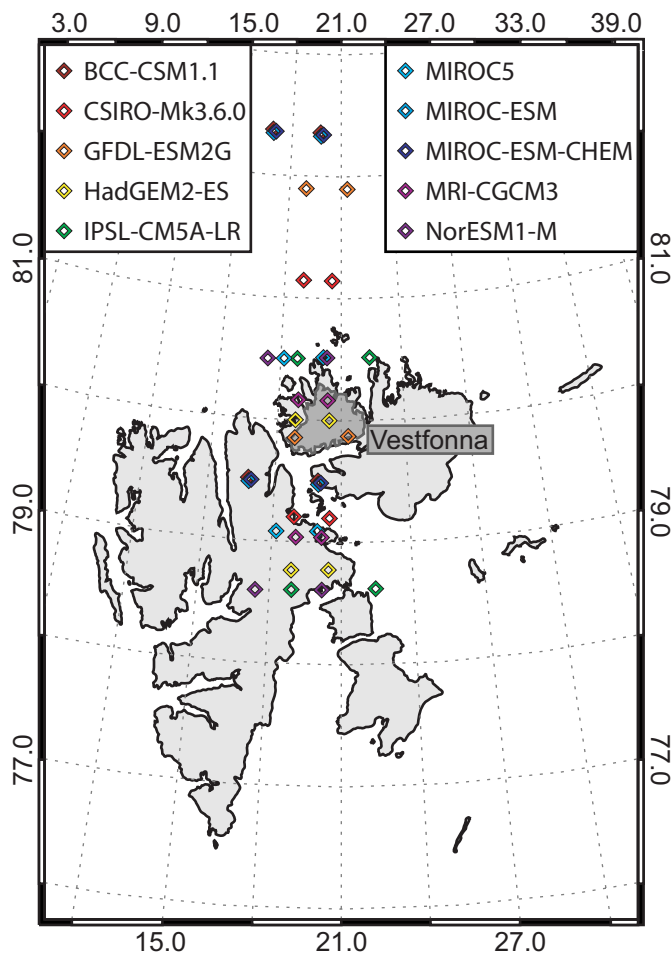 3.0 9.0 15.0 21.0 27.0 33.0 39.0
BCC-CSM1.1
CSIRO-Mk3.6.0
GFDL-ESM2G
HadGEM2-ES
IPSL-CM5A-LR
MIROC5
MIROC-ESM
MIROC-ESM-CHEM
MRI-CGCM3
NorESM1-M
81.0 81.0
Vestfonna
79.0 79.0
77.0 77.0
15.0 21.0 27.0